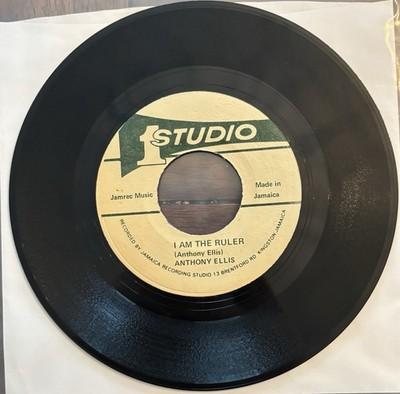 1 STUDIO
Jamrec Music
Made in
Jamaica
I AM THE RULER
(Anthony Ellis)
ANTHONY ELLIS
RECORDED BY JAMAICA RECORDING STUDIO 13 BRENTFORD RD. KINGSTON JAMAICA